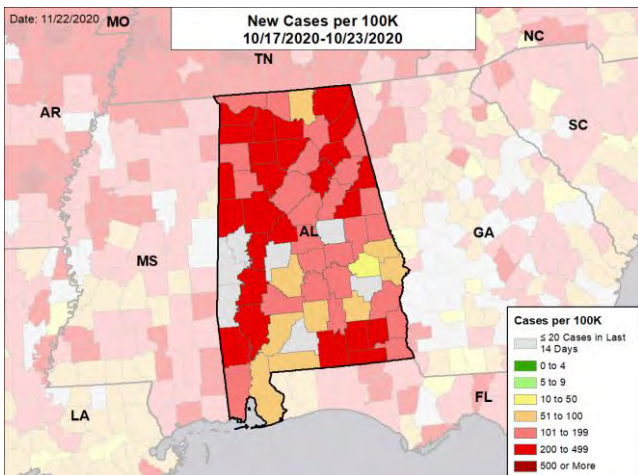 Date: 11/22/2020
New Cases per 100K
10/17/2020-10/23/2020
MO
NC
TN
AR
SC
AL
MS
GA
LA
FL
Cases per 100K
≤ 20 Cases in Last
14 Days
0 to 4
5 to 9
10 to 50
51 to 100
101 to 199
200 to 499
500 or More